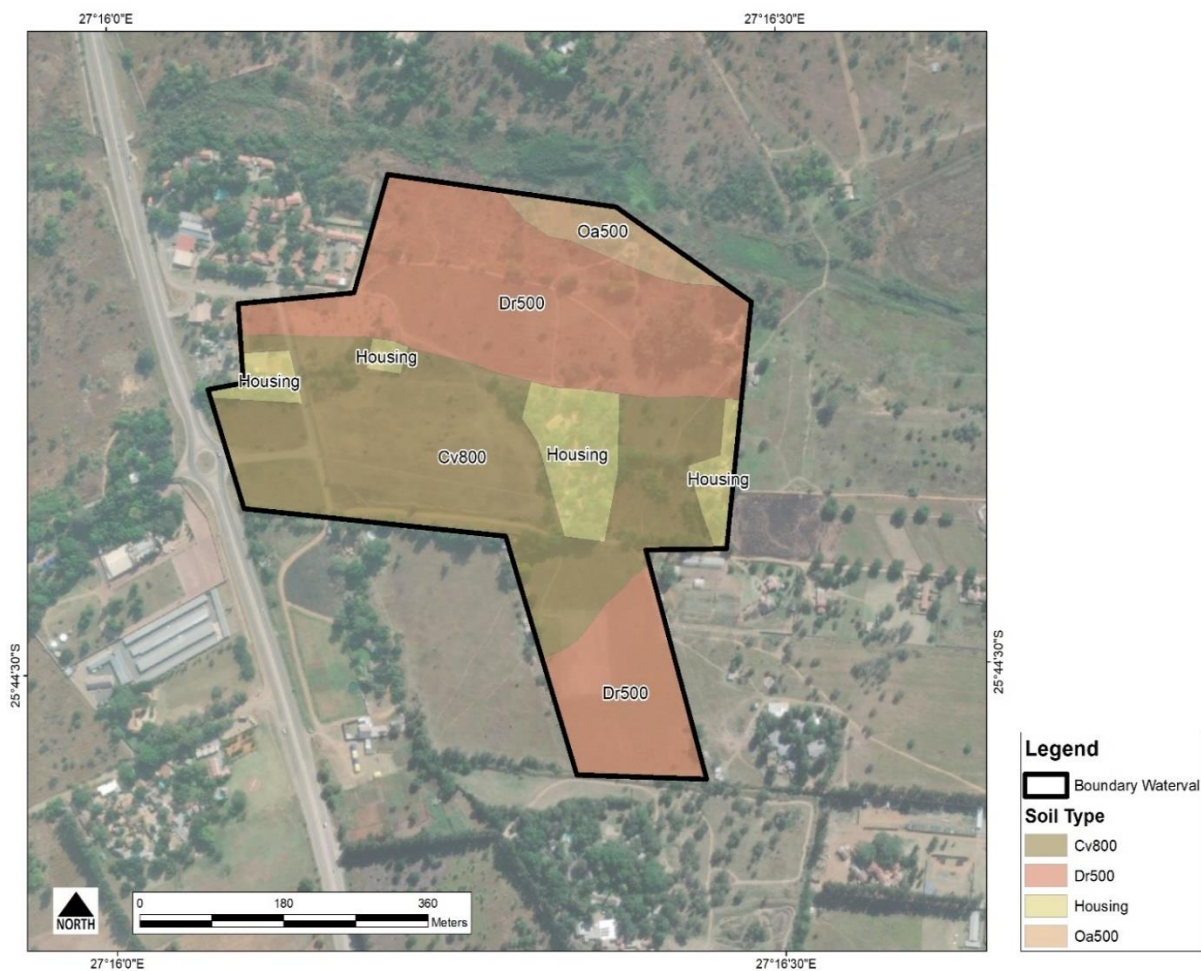 27°16'0"E
27°16'30"E
Oa500
Dr500
Housing
Housing
Cv800
Housing
Housing
25°44'30"S
25°44'30"S
Dr500
NORTH
0 180 360
Meters
27°16'0"E
27°16'30"E
Legend
Boundary Waterval
Soil Type
Cv800
Dr500
Housing
Oa500